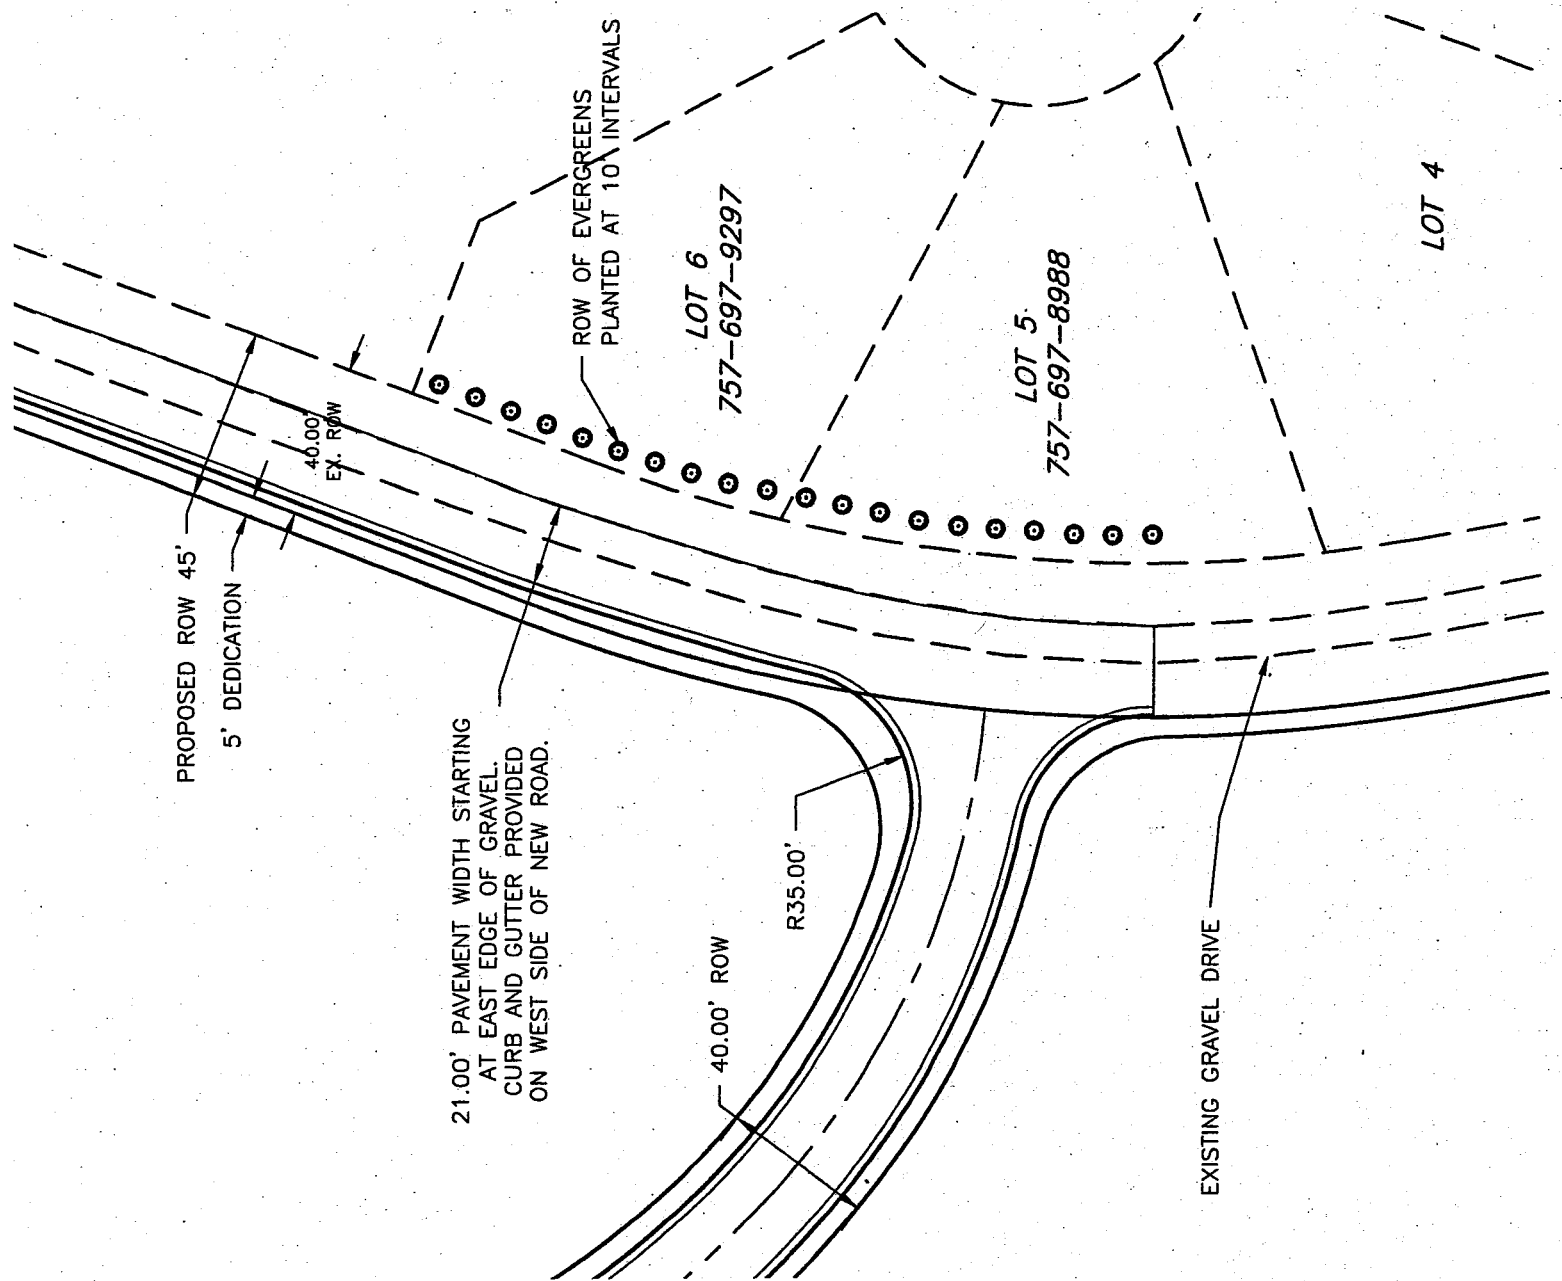 PROPOSED ROW 45'
5' DEDICATION
40.00'
EX. ROW
21.00' PAVEMENT WIDTH STARTING
AT EAST EDGE OF GRAVEL.
CURB AND GUTTER PROVIDED
ON WEST SIDE OF NEW ROAD.
ROW OF EVERGREENS
PLANTED AT 10' INTERVALS
LOT 6
757-697-9297
40.00' ROW
R35.00'
LOT 5
757-697-8988
EXISTING GRAVEL DRIVE
LOT 4